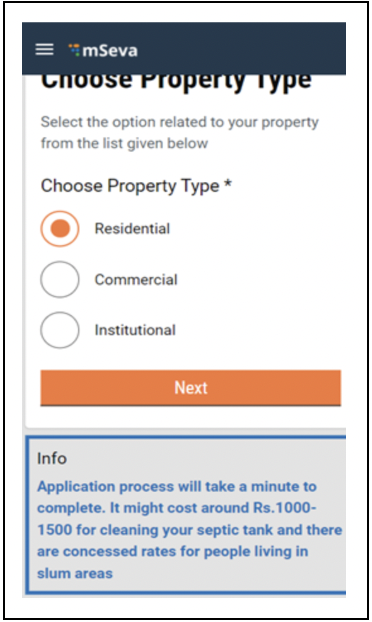 mSeva
Choose Property Type
Select the option related to your property
from the list given below
Choose Property Type *
Residential
Commercial
Institutional
Next
Info
Application process will take a minute to
complete. It might cost around Rs.1000-
1500 for cleaning your septic tank and there
are concessed rates for people living in
slum areas